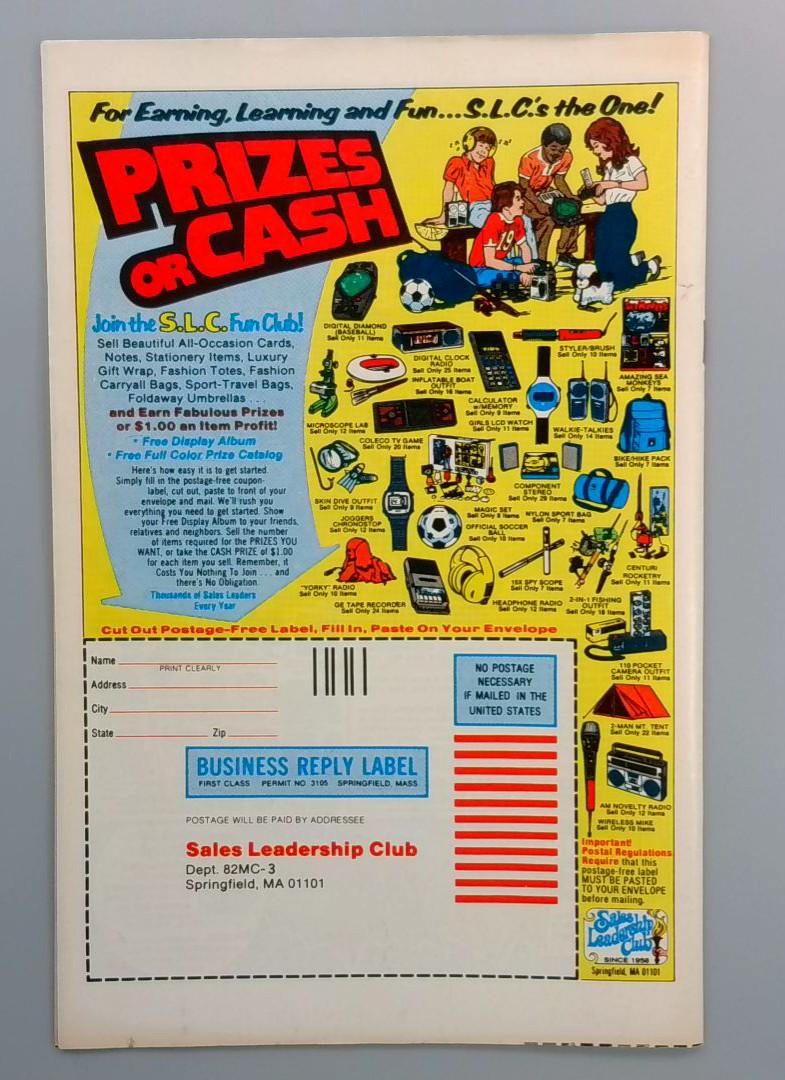 For Earning, Learning and Fun...S.L.C.'s the One!
PRIZES
OR CASH
Join the S.L.C. Fun Club!
Sell Beautiful All-Occasion Cards,
Notes, Stationery Items, Luxury
Gift Wrap, Fashion Totes, Fashion
Carryall Bags, Sport-Travel Bags,
Foldaway Umbrellas . . .
and Earn Fabulous Prizes
or $1.00 an Item Profit!
* Free Display Album
* Free Full Color Prize Catalog
Here's how easy it is to get started.
Simply fill in the postage-free coupon-
label, cut out, paste to front of your
envelope and mail. We'll rush you
everything you need to get started. Show
your Free Display Album to your friends,
relatives and neighbors. Sell the number
of items required for the PRIZES YOU
WANT, or take the CASH PRIZE of $1.00
for each item you sell. Remember, it
Costs You Nothing To Join . . . and
there's No Obligation.
Thousands of Sales Leaders
Every Year
19
DIGITAL DIAMOND
(BASEBALL)
Sell Only 11 Items
DIGITAL CLOCK
RADIO
Sell Only 25 Items
STYLER/BRUSH
Sell Only 10 Items
AMAZING SEA
MONKEYS
Sell Only 7 Items
INFLATABLE BOAT
OUTFIT
Sell Only 16 Items
CALCULATOR
w/MEMORY
Sell Only 9 Items
MICROSCOPE LAB
Sell Only 12 Items
GIRLS LCD WATCH
Sell Only 11 Items
WALKIE-TALKIES
Sell Only 14 Items
COLECO TV GAME
Sell Only 20 Items
BIKE/HIKE PACK
Sell Only 7 Items
COMPONENT
STEREO
Sell Only 29 Items
SKIN DIVE OUTFIT
Sell Only 9 Items
MAGIC SET
Sell Only 8 Items
NYLON SPORT BAG
Sell Only 7 Items
JOGGERS
CHRONOSTOP
Sell Only 12 Items
OFFICIAL SOCCER
BALL
Sell Only 10 Items
CENTURI
ROCKETRY
Sell Only 11 Items
"YORKY" RADIO
Sell Only 10 Items
15X SPY SCOPE
Sell Only 7 Items
GE TAPE RECORDER
Sell Only 24 Items
HEADPHONE RADIO
Sell Only 12 Items
2-IN-1 FISHING
OUTFIT
Sell Only 18 Items
110 POCKET
CAMERA OUTFIT
Sell Only 11 Items
2-MAN MT. TENT
Sell Only 22 Items
AM NOVELTY RADIO
Sell Only 12 Items
WIRELESS MIKE
Sell Only 10 Items
Cut Out Postage-Free Label, Fill In, Paste On Your Envelope
Name
PRINT CLEARLY
Address
City
State Zip
NO POSTAGE
NECESSARY
IF MAILED IN THE
UNITED STATES
BUSINESS REPLY LABEL
FIRST CLASS PERMIT NO. 3105 SPRINGFIELD, MASS.
POSTAGE WILL BE PAID BY ADDRESSEE
Sales Leadership Club
Dept. 82MC-3
Springfield, MA 01101
Important!
Postal Regulations
Require that this
postage-free label
MUST BE PASTED
TO YOUR ENVELOPE
before mailing.
Sales
Leadership
Club
SINCE 1958
Springfield, MA 01101